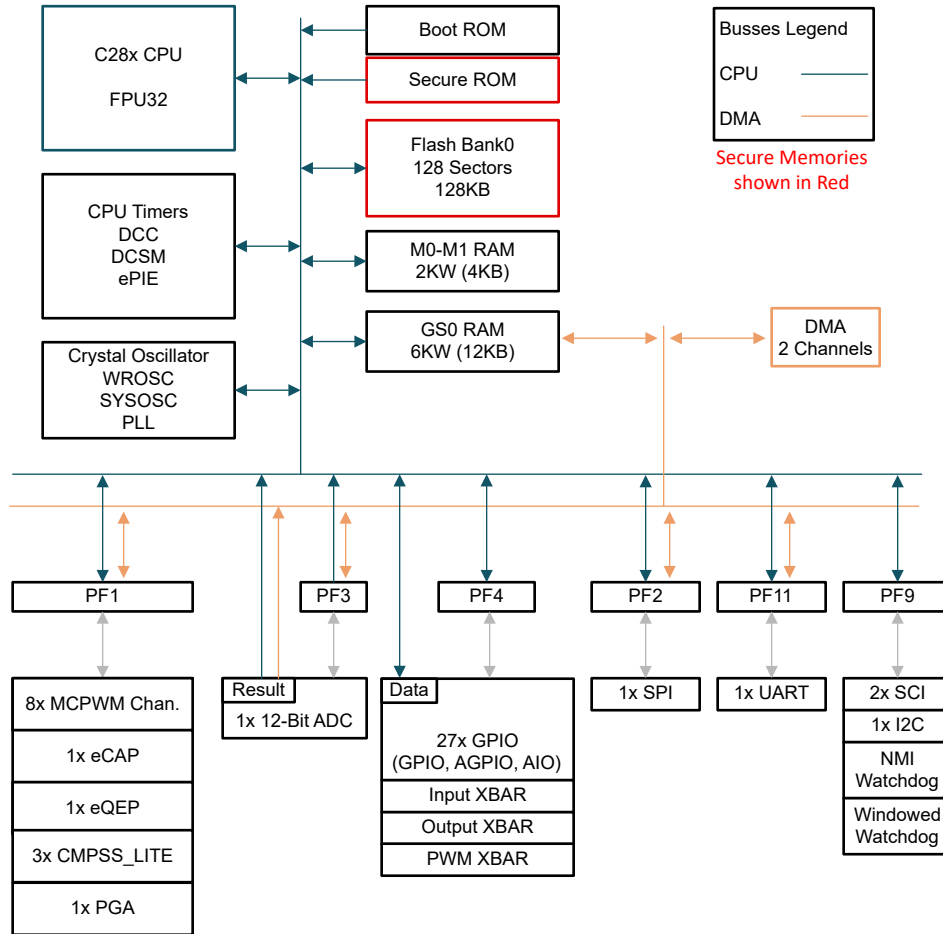 C28x CPU
FPU32
Boot ROM
Secure ROM
Flash Bank0
128 Sectors
128KB
Busses Legend
CPU
DMA
Secure Memories
shown in Red
CPU Timers
DCC
DCSM
ePIE
M0-M1 RAM
2KW (4KB)
GS0 RAM
6KW (12KB)
DMA
2 Channels
Crystal Oscillator
WROSC
SYSOSC
PLL
PF1
PF3
PF4
PF2
PF11
PF9
8x MCPWM Chan.
1x eCAP
1x eQEP
3x CMPSS_LITE
1x PGA
Result
1x 12-Bit ADC
Data
27x GPIO
(GPIO, AGPIO, AIO)
Input XBAR
Output XBAR
PWM XBAR
1x SPI
1x UART
2x SCI
1x I2C
NMI
Watchdog
Windowed
Watchdog